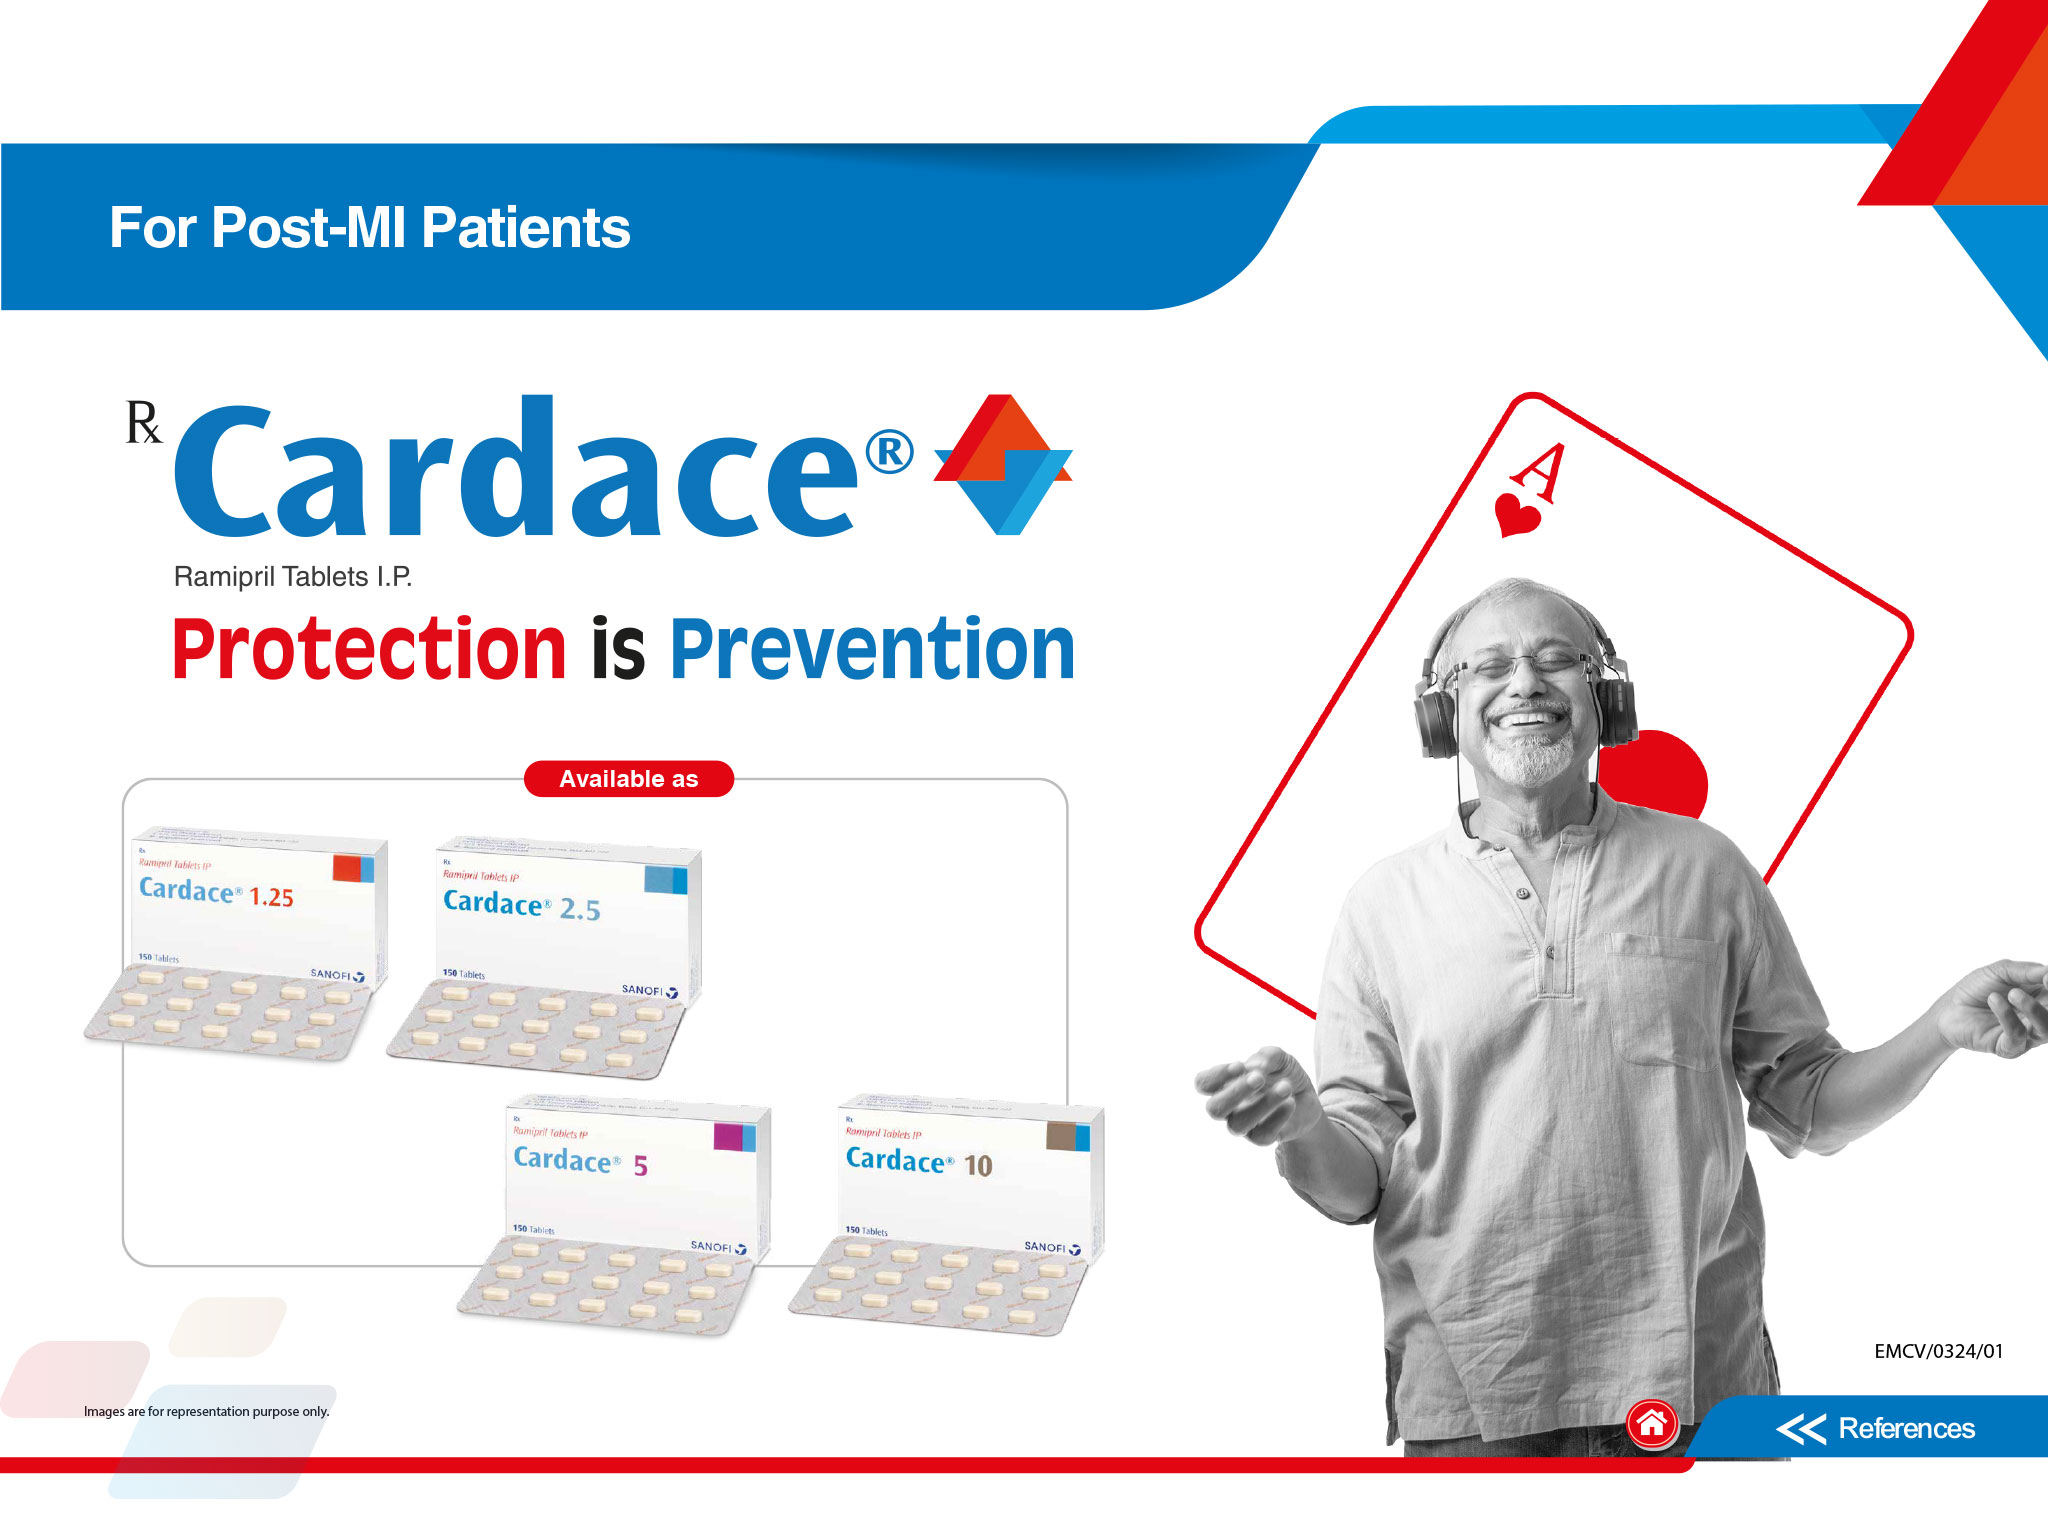 For Post-MI Patients
Rx Cardace®
Ramipril Tablets I.P.
Protection is Prevention
Available as
Rx
Ramipril Tablets IP
Cardace® 1.25
150 Tablets
SANOFI
Rx
Ramipril Tablets IP
Cardace® 2.5
150 Tablets
SANOFI
Rx
Ramipril Tablets IP
Cardace® 5
150 Tablets
SANOFI
Rx
Ramipril Tablets IP
Cardace® 10
150 Tablets
SANOFI
A
EMCV/0324/01
Images are for representation purpose only.
References